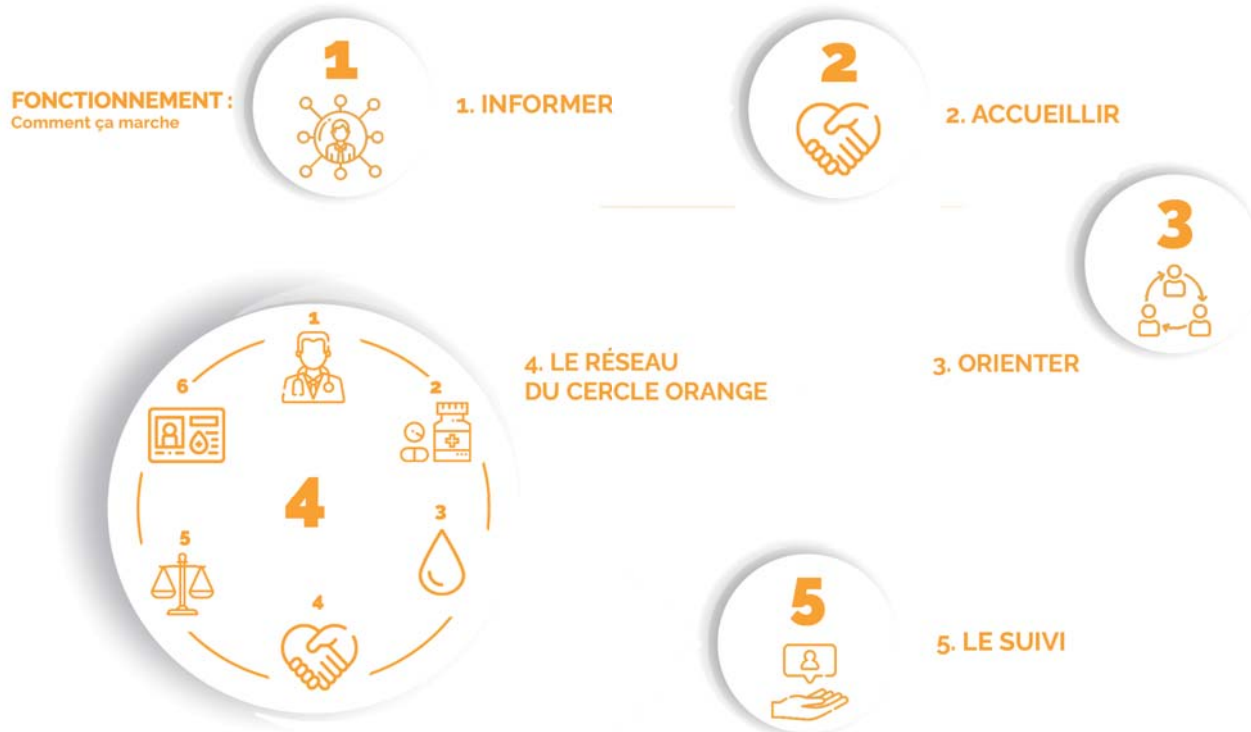 FONCTIONNEMENT :
Comment ça marche
1
1. INFORMER
2
2. ACCUEILLIR
3
3. ORIENTER
4. LE RÉSEAU
DU CERCLE ORANGE
1
2
3
4
5
6
4
5
5. LE SUIVI